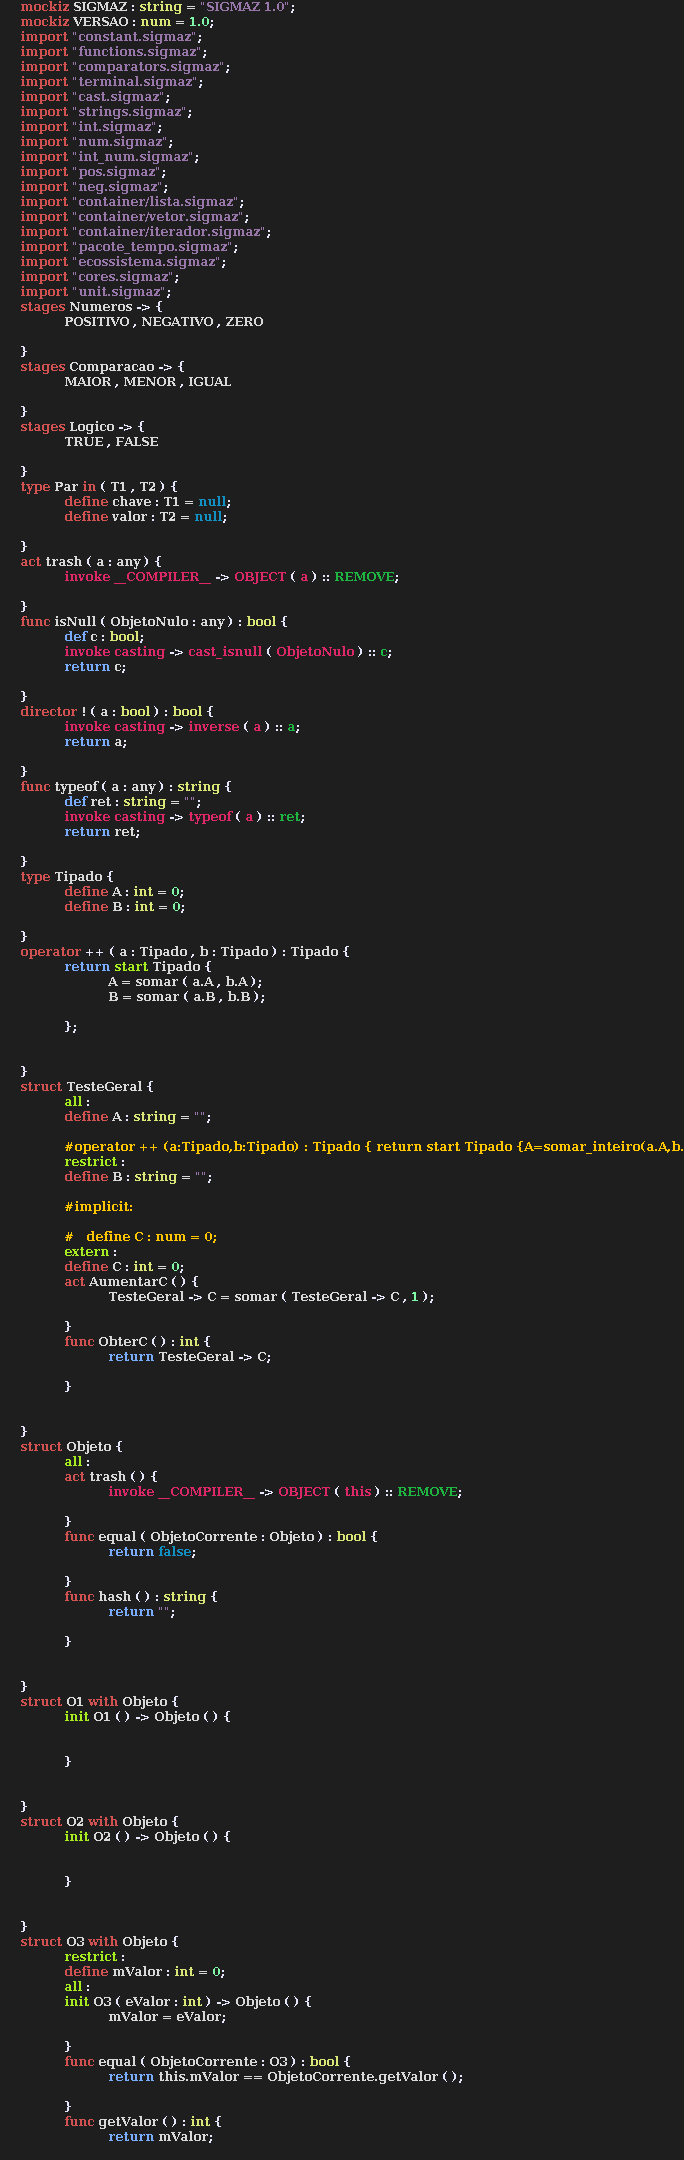 mockiz SIGMAZ : string = "SIGMAZ 1.0";
mockiz VERSAO : num = 1.0;
import "constant.sigmaz";
import "functions.sigmaz";
import "comparators.sigmaz";
import "terminal.sigmaz";
import "cast.sigmaz";
import "strings.sigmaz";
import "int.sigmaz";
import "num.sigmaz";
import "int_num.sigmaz";
import "pos.sigmaz";
import "neg.sigmaz";
import "container/lista.sigmaz";
import "container/vetor.sigmaz";
import "container/iterador.sigmaz";
import "pacote_tempo.sigmaz";
import "ecossistema.sigmaz";
import "cores.sigmaz";
import "unit.sigmaz";
stages Numeros -> {
POSITIVO , NEGATIVO , ZERO
}
stages Comparacao -> {
MAIOR , MENOR , IGUAL
}
stages Logico -> {
TRUE , FALSE
}
type Par in ( T1 , T2 ) {
define chave : T1 = null;
define valor : T2 = null;
}
act trash ( a : any ) {
invoke __COMPILER__ -> OBJECT ( a ) :: REMOVE;
}
func isNull ( ObjetoNulo : any ) : bool {
def c : bool;
invoke casting -> cast_isnull ( ObjetoNulo ) :: c;
return c;
}
director ! ( a : bool ) : bool {
invoke casting -> inverse ( a ) :: a;
return a;
}
func typeof ( a : any ) : string {
def ret : string = "";
invoke casting -> typeof ( a ) :: ret;
return ret;
}
type Tipado {
define A : int = 0;
define B : int = 0;
}
operator ++ ( a : Tipado , b : Tipado ) : Tipado {
return start Tipado {
A = somar ( a.A , b.A );
B = somar ( a.B , b.B );
};
}
struct TesteGeral {
all :
define A : string = "";
#operator ++ (a:Tipado,b:Tipado) : Tipado { return start Tipado {A=somar_inteiro(a.A,b.
restrict :
define B : string = "";
#implicit:
#   define C : num = 0;
extern :
define C : int = 0;
act AumentarC ( ) {
TesteGeral -> C = somar ( TesteGeral -> C , 1 );
}
func ObterC ( ) : int {
return TesteGeral -> C;
}
}
struct Objeto {
all :
act trash ( ) {
invoke __COMPILER__ -> OBJECT ( this ) :: REMOVE;
}
func equal ( ObjetoCorrente : Objeto ) : bool {
return false;
}
func hash ( ) : string {
return "";
}
}
struct O1 with Objeto {
init O1 ( ) -> Objeto ( ) {
}
}
struct O2 with Objeto {
init O2 ( ) -> Objeto ( ) {
}
}
struct O3 with Objeto {
restrict :
define mValor : int = 0;
all :
init O3 ( eValor : int ) -> Objeto ( ) {
mValor = eValor;
}
func equal ( ObjetoCorrente : O3 ) : bool {
return this.mValor == ObjetoCorrente.getValor ( );
}
func getValor ( ) : int {
return mValor;